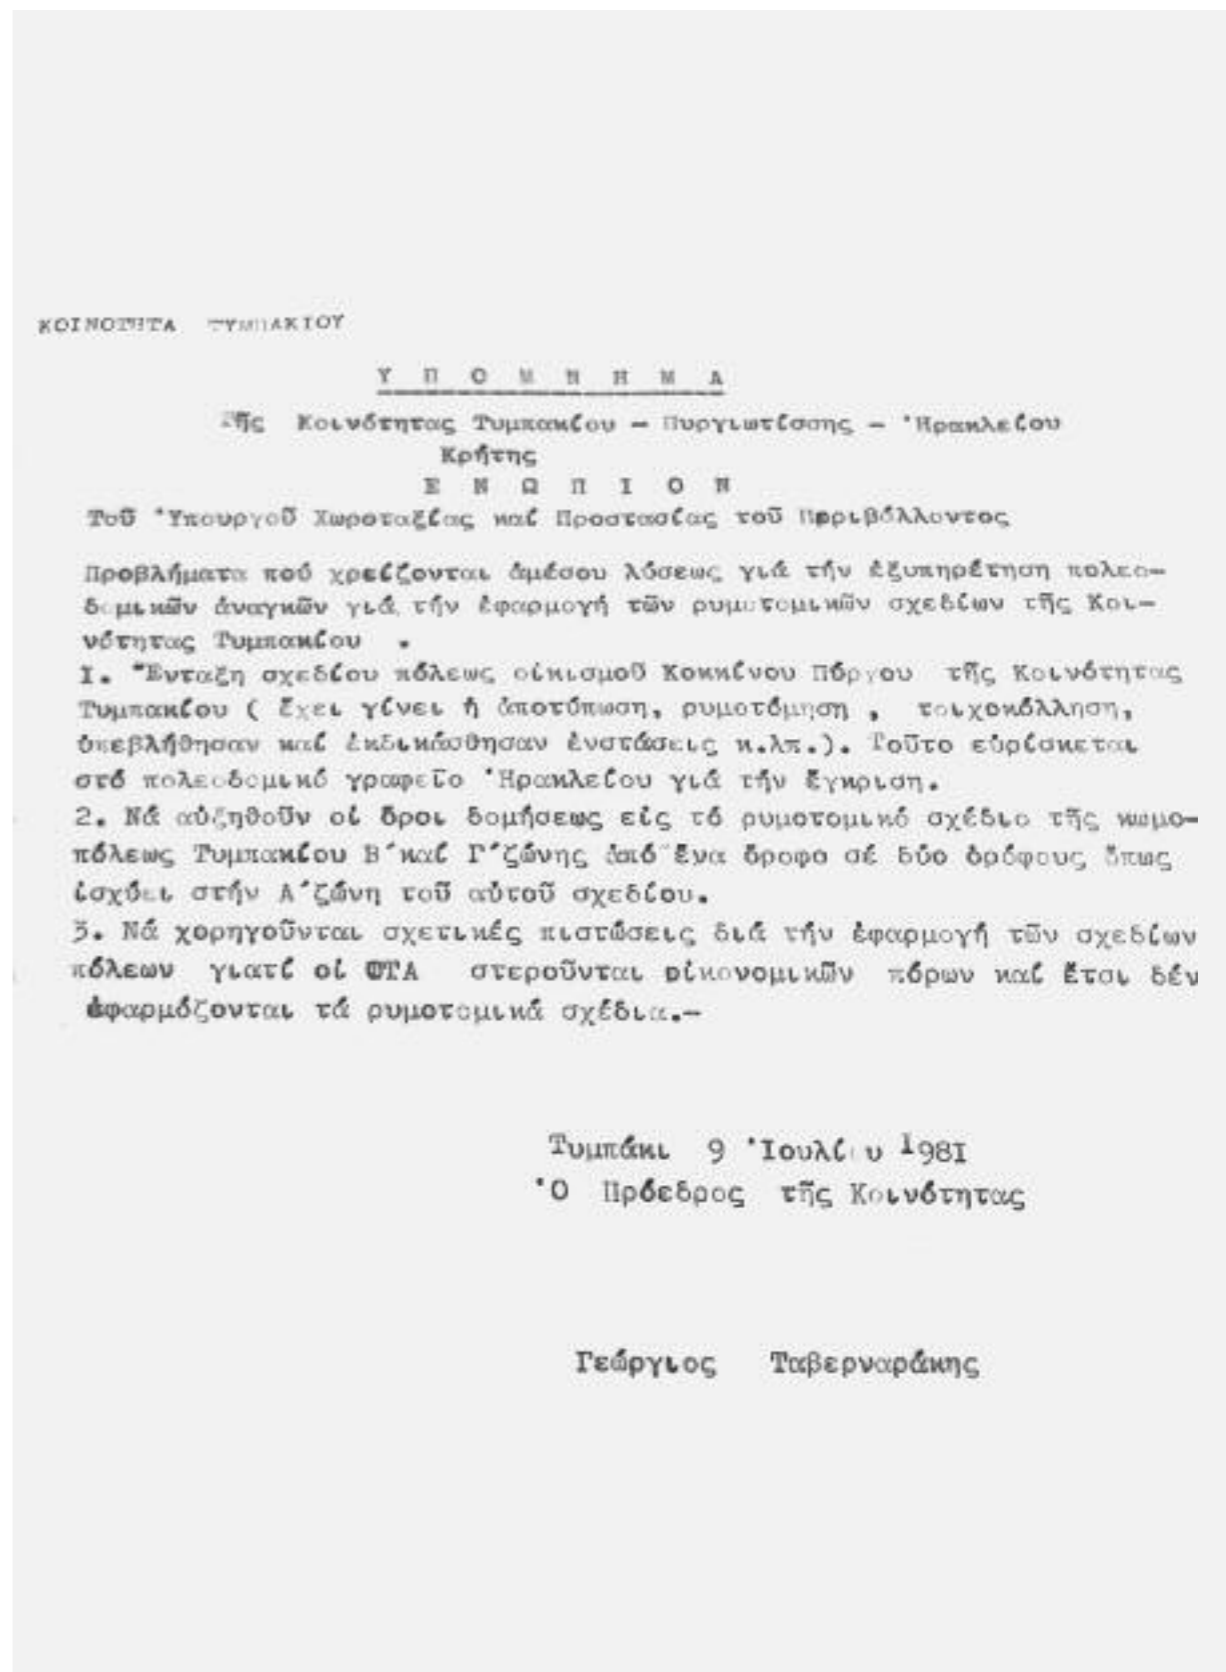 ΚΟΙΝΟΤΗΤΑ ΤΥΜΠΑΚΙΟΥ
Υ Π Ο Μ Ν Η Μ Α
Τῆς Κοινότητας Τυμπακίου - Πυργιωτίσσης - Ἡρακλείου
Κρήτης
Ε Ν Ω Π Ι Ο Ν
Τοῦ Ὑπουργοῦ Χωροταξίας καί Προστασίας τοῦ Περιβάλλοντος
Προβλήματα πού χρείζονται ἀμέσου λύσεως γιά τήν ἐξυπηρέτηση πολεο-
δομικῶν ἀναγκῶν γιά τήν ἐφαρμογή τῶν ρυμοτομικῶν σχεδίων τῆς Κοι-
νότητας Τυμπακίου .
I. Ἔνταξη σχεδίου πόλεως οἰκισμοῦ Κοκκίνου Πύργου τῆς Κοινότητας
Τυμπακίου ( ἔχει γίνει ἡ ἀποτύπωση, ρυμοτόμηση , τοιχοκόλληση,
ὑπεβλήθησαν καί ἐκδικάσθησαν ἐνστάσεις κ.λπ.). Τοῦτο εὑρίσκεται
στό πολεοδομικό γραφεῖο Ἡρακλείου γιά τήν ἔγκριση.
2. Νά αὐξηθοῦν οἱ ὅροι δομήσεως εἰς τό ρυμοτομικό σχέδιο τῆς κωμο-
πόλεως Τυμπακίου Β΄καί Γ΄ζώνης ἀπό ἕνα ὄροφο σέ δύο ὀρόφους ὅπως
ἰσχύει στήν Α΄ζώνη τοῦ αὐτοῦ σχεδίου.
3. Νά χορηγοῦνται σχετικές πιστώσεις διά τήν ἐφαρμογή τῶν σχεδίων
πόλεων γιατί οἱ ΟΤΑ στεροῦνται οἰκονομικῶν πόρων καί ἔτσι δέν
ἐφαρμόζονται τά ρυμοτομικά σχέδια.-
Τυμπάκι 9 Ἰουλίου 198I
Ὁ Πρόεδρος τῆς Κοινότητας
Γεώργιος Ταβερναράκης